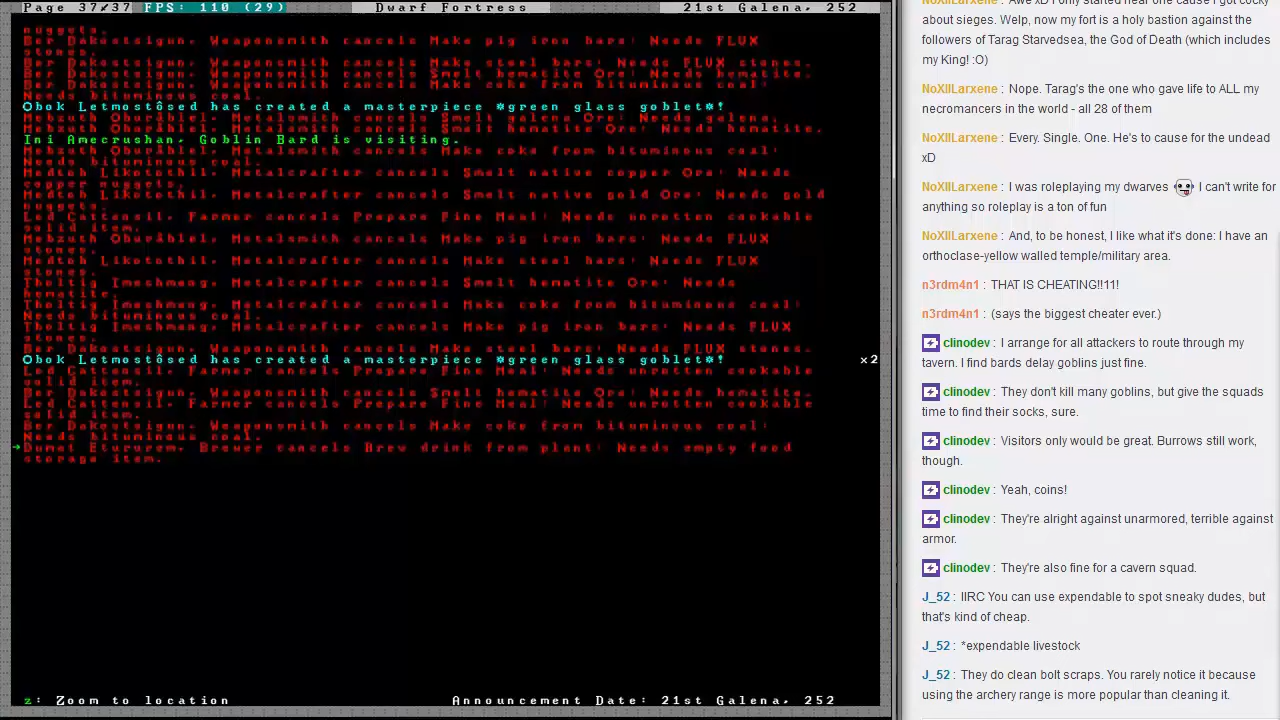 Page 37/37 FPS: 110 (29) Dwarf Fortress 21st Galena, 252
nuggets.
Ber Dakostsigun, Weaponsmith cancels Make pig iron bars: Needs FLUX
stones.
Ber Dakostsigun, Weaponsmith cancels Make steel bars: Needs FLUX stones.
Ber Dakostsigun, Weaponsmith cancels Smelt hematite Ore: Needs hematite.
Ber Dakostsigun, Weaponsmith cancels Make coke from bituminous coal:
Needs bituminous coal.
Obok Letmostôsed has created a masterpiece *green glass goblet*!
Mebzuth Oburåblel, Metalsmith cancels Smelt galena Ore: Needs galena.
Mebzuth Oburåblel, Metalsmith cancels Smelt hematite Ore: Needs hematite.
Ini Amecrushan, Goblin Bard is visiting.
Mebzuth Oburåblel, Metalsmith cancels Make coke from bituminous coal:
Needs bituminous coal.
Medtob Likotothil, Metalcrafter cancels Smelt native copper Ore: Needs
copper nuggets.
Medtob Likotothil, Metalcrafter cancels Smelt native gold Ore: Needs gold
nuggets.
Led Farmer cancels Prepare Fine Meal: Needs unrotten cookable
solid item.
Mebzuth Oburåblel, Metalsmith cancels Make pig iron bars: Needs FLUX
stones.
Medtob Likotothil, Metalcrafter cancels Make steel bars: Needs FLUX
stones.
Metalcrafter cancels Smelt hematite Ore: Needs
hematite.
Metalcrafter cancels Make coke from bituminous coal:
Needs bituminous coal.
Metalcrafter cancels Make pig iron bars: Needs FLUX
stones.
Ber Dakostsigun, Weaponsmith cancels Make steel bars: Needs FLUX stones.
Obok Letmostôsed has created a masterpiece *green glass goblet*! x2
Led Farmer cancels Prepare Fine Meal: Needs unrotten cookable
solid item.
Ber Dakostsigun, Weaponsmith cancels Smelt hematite Ore: Needs hematite.
Led Farmer cancels Prepare Fine Meal: Needs unrotten cookable
solid item.
Ber Dakostsigun, Weaponsmith cancels Make coke from bituminous coal:
Needs bituminous coal.
Brewer cancels Brew drink from plant: Needs empty food
storage item.
z: Zoom to location Announcement Date: 21st Galena, 252
about sieges. Welp, now my fort is a holy bastion against the
followers of Tarag Starvedsea, the God of Death (which includes
my King! :O)
NoXIILarxene : Nope. Tarag's the one who gave life to ALL my
necromancers in the world - all 28 of them
NoXIILarxene : Every. Single. one. He's the cause for the undead
xD
NoXIILarxene : I was roleplaying my dwarves I can't write for
anything so roleplay is a ton of fun
NoXIILarxene : And, to be honest, I like what it's done: I have an
orthoclase-yellow walled temple/military area.
n3rdm4n1 : THAT IS CHEATING!!11!
n3rdm4n1 : (says the biggest cheater ever.)
clinodev : I arrange for all attackers to route through my
tavern. I find bards delay goblins just fine.
clinodev : They don't kill many goblins, but give the squads
time to find their socks, sure.
clinodev : Visitors only would be great. Burrows still work,
though.
clinodev : Yeah, coins!
clinodev : They're alright against unarmored, terrible against
armor.
clinodev : They're also fine for a cavern squad.
J_52 : IIRC You can use expendable to spot sneaky dudes, but
that's kind of cheap.
J_52 : *expendable livestock
J_52 : They do clean bolt scraps. You rarely notice it because
using the archery range is more popular than cleaning it.